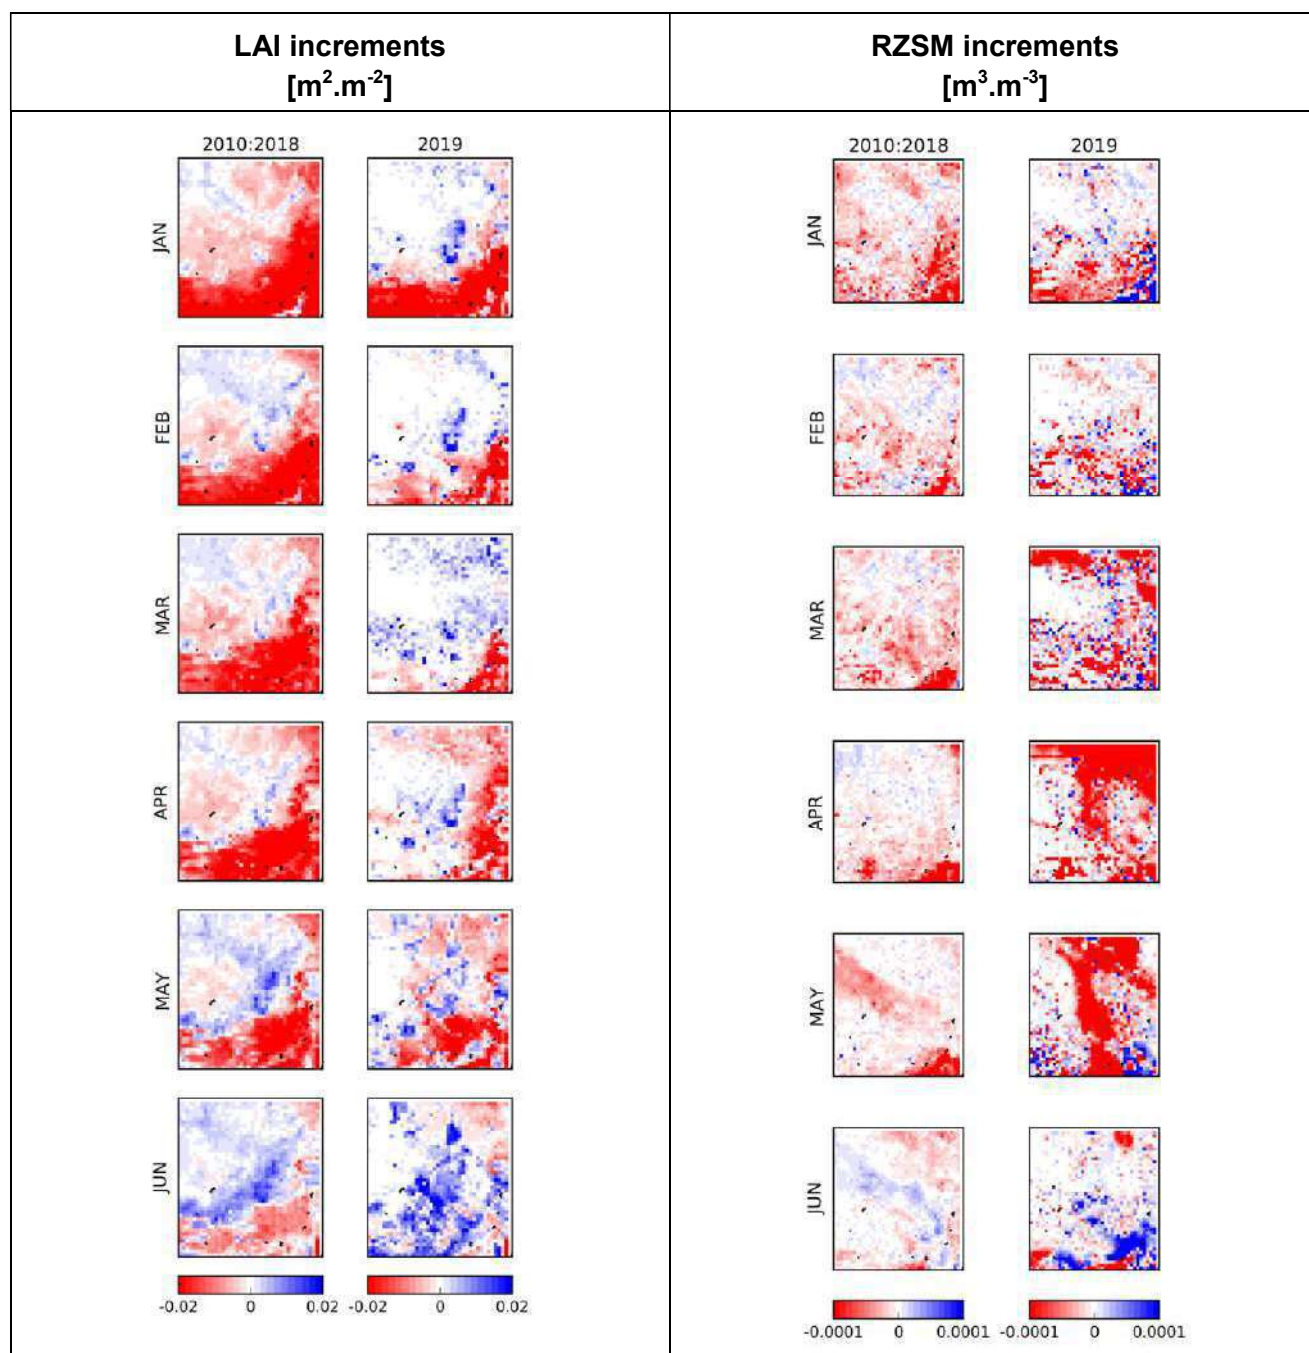 LAI increments
[m².m⁻²]
RZSM increments
[m³.m⁻³]
2010:2018 2019
JAN
FEB
MAR
APR
MAY
JUN
-0.02 0 0.02 -0.02 0 0.02
2010:2018 2019
JAN
FEB
MAR
APR
MAY
JUN
-0.0001 0 0.0001 -0.0001 0 0.0001